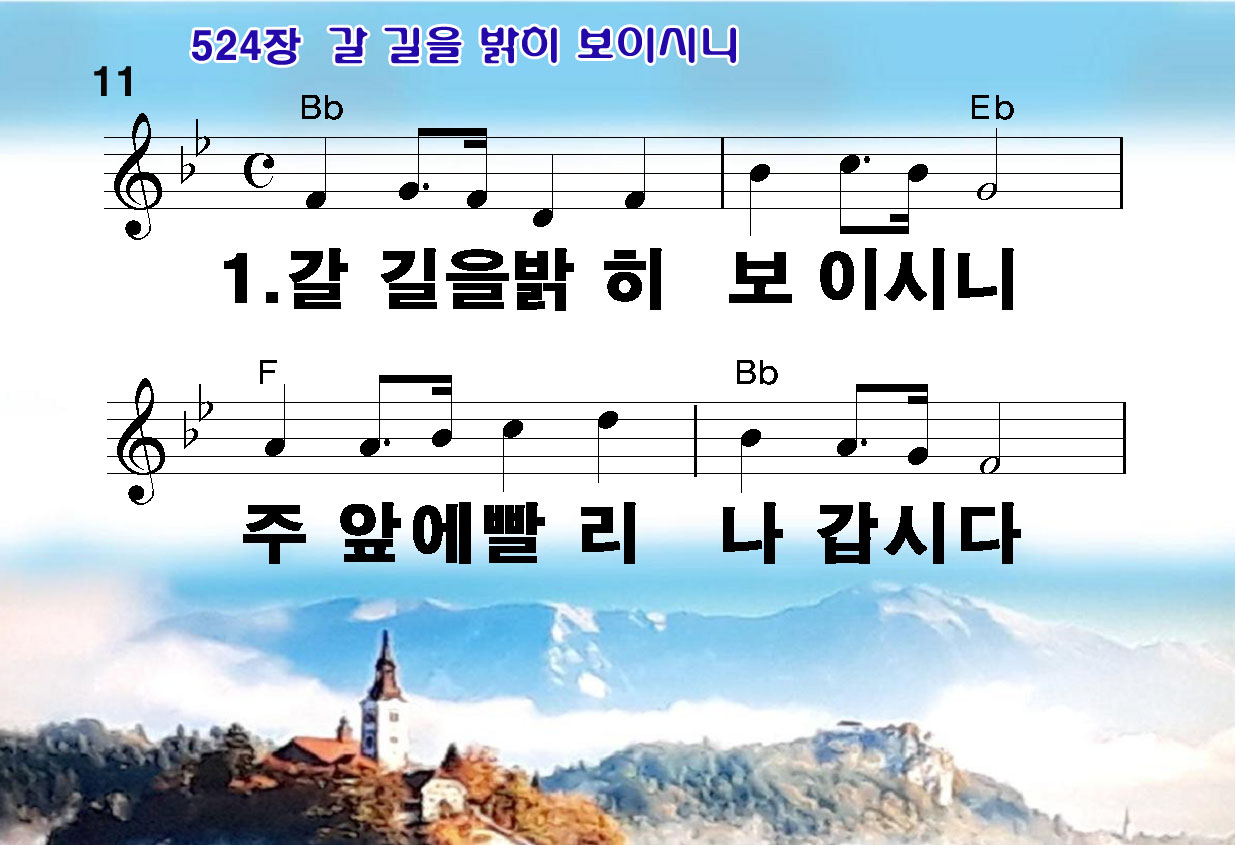 524장 갈 길을 밝히 보이시니
11
Bb Eb
1.갈 길을밝 히 보 이시니
F Bb
주 앞에빨 리 나 갑시다